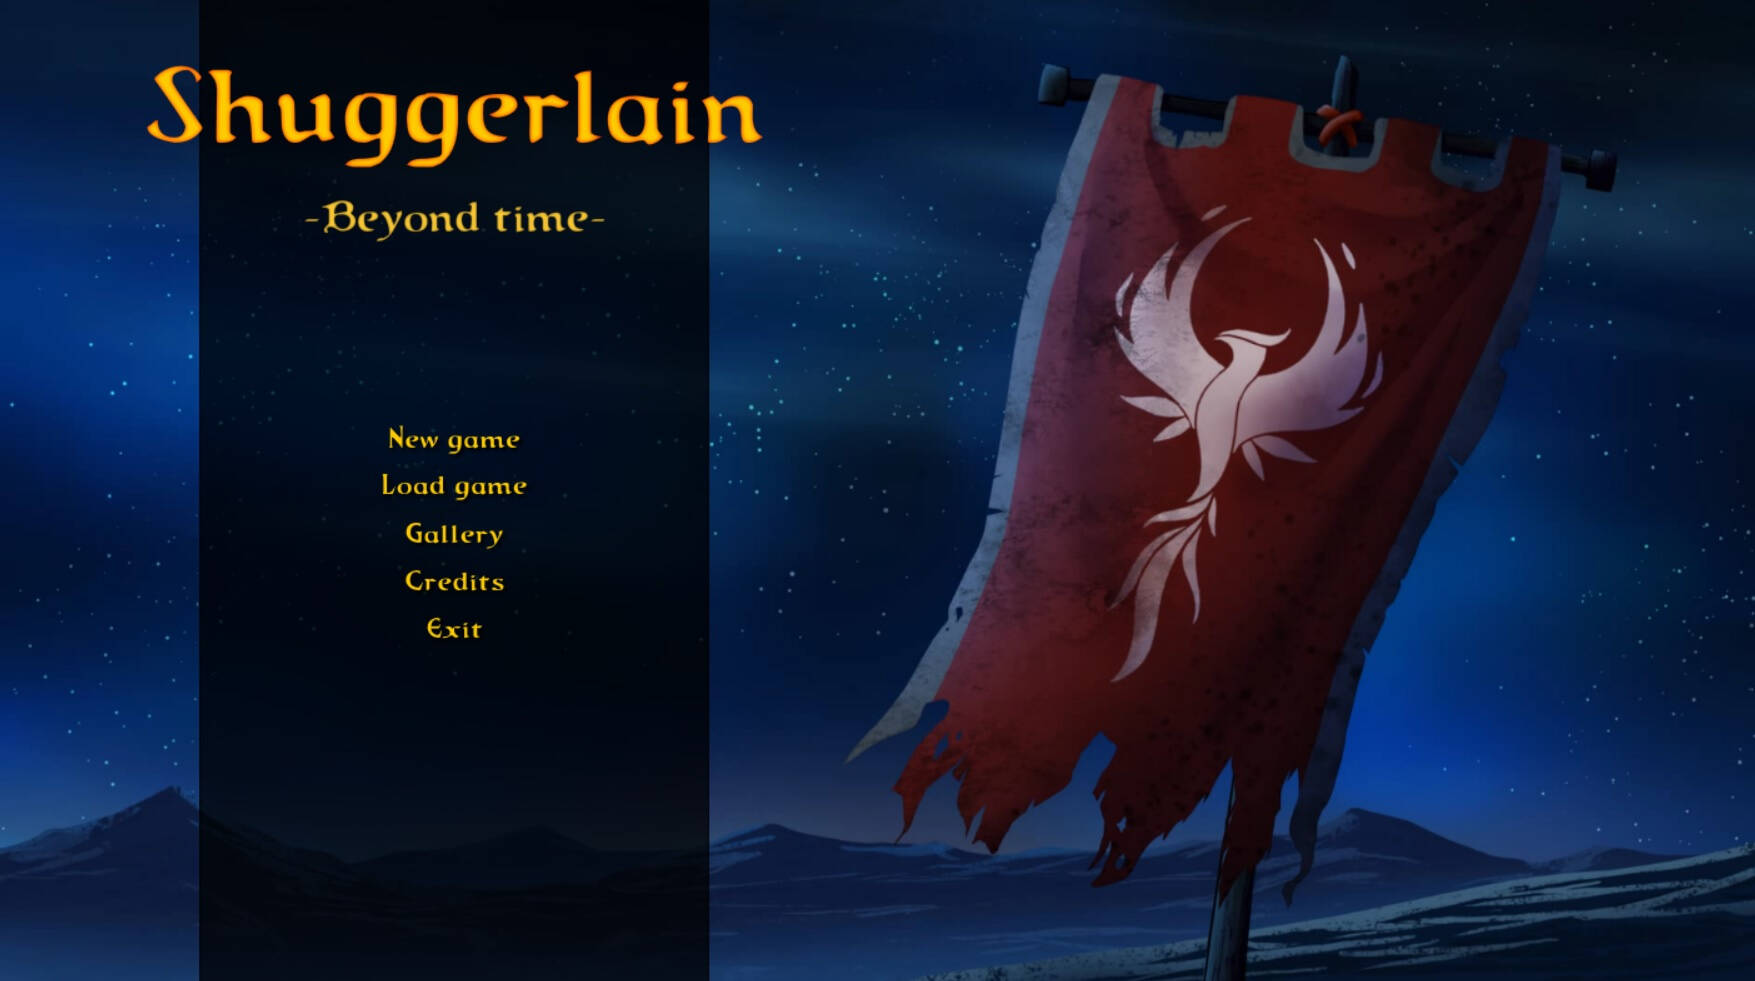 Shuggerlain
-Beyond time-
New game
Load game
Gallery
Credits
Exit